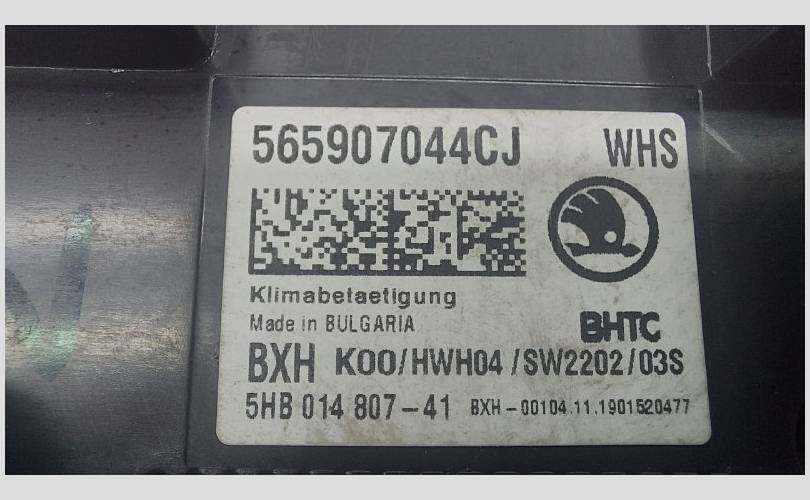 565907044CJ WHS
Klimabetaetigung
Made in BULGARIA
BHTC
BXH K00/HWH04/SW2202/03S
5HB 014 807-41 BXH-00104.11.1901520477